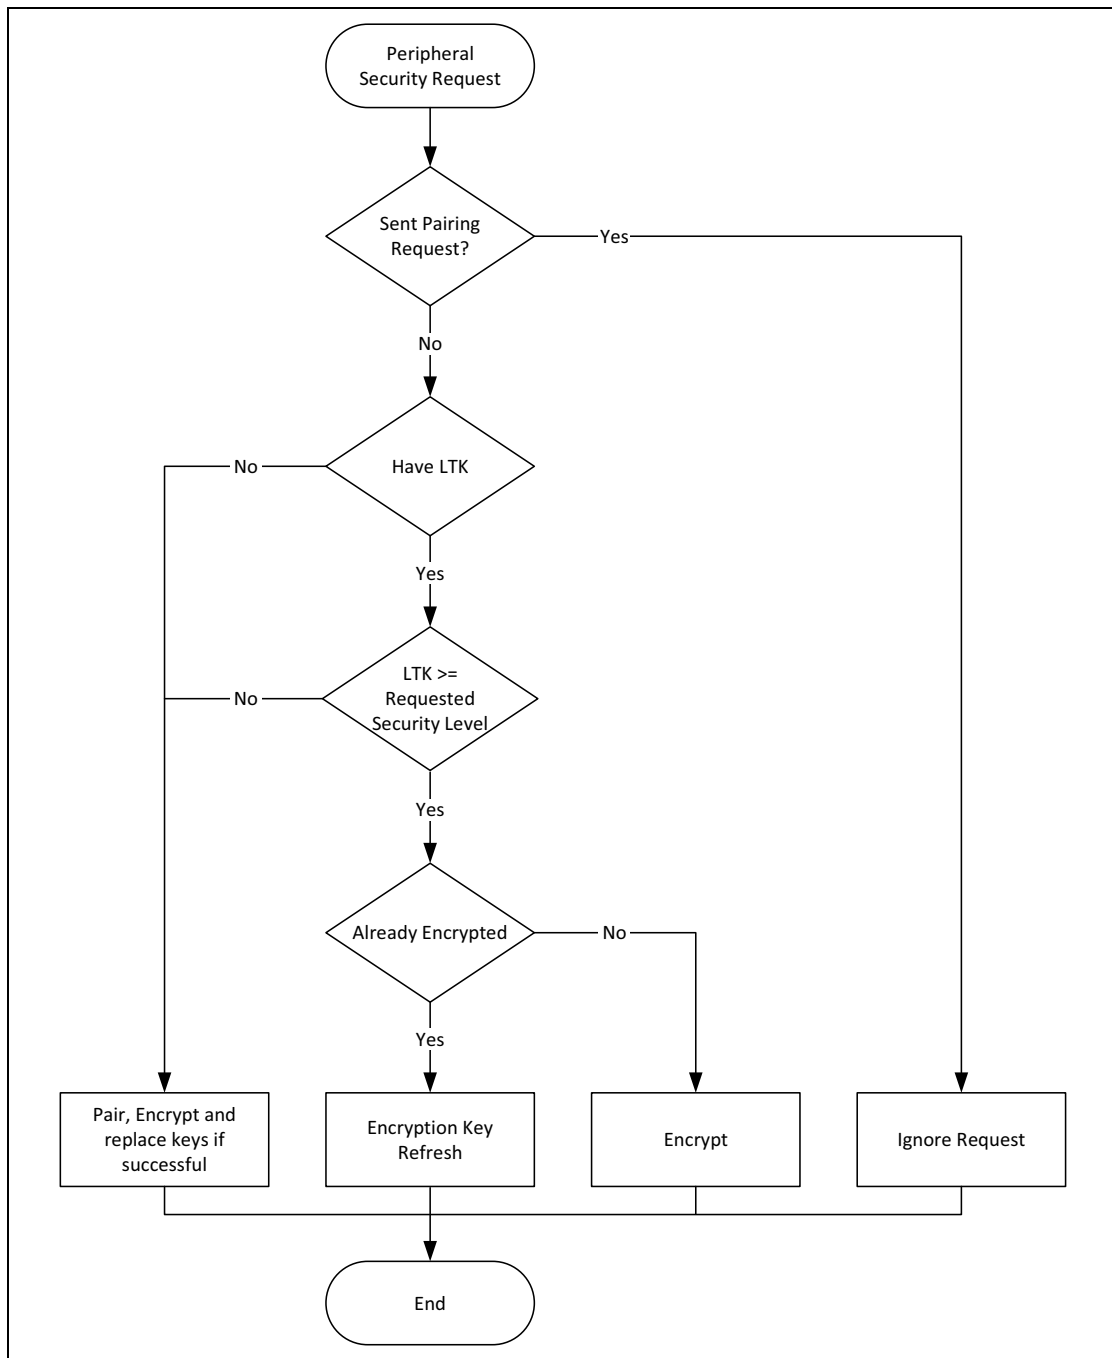 Peripheral
Security Request
Sent Pairing
Request?
Yes
No
Have LTK
No
Yes
LTK >=
Requested
Security Level
No
Yes
Already Encrypted
No
Yes
Pair, Encrypt and
replace keys if
successful
Encryption Key
Refresh
Encrypt
Ignore Request
End